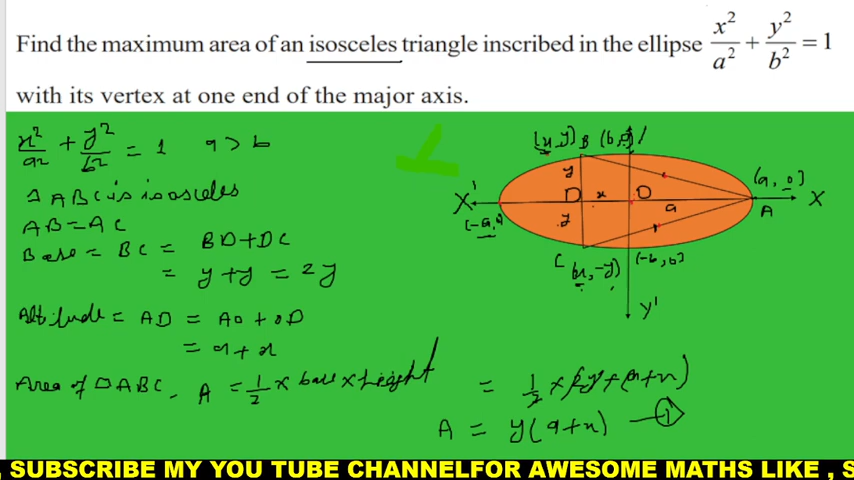 Find the maximum area of an isosceles triangle inscribed in the ellipse x²/a² + y²/b² = 1
with its vertex at one end of the major axis.
x²/a² + y²/b² = 1 a > b
Δ ABC is isosceles
AB = AC
Base = BC = BD + DC
= y + y = 2y
Altitude = AD = AO + OD
= a + x
Area of ΔABC, A = 1/2 × base × height
= 1/2 × 2y × (a+x)
A = y(a+x) — ①
(x, y) B
y
D x O
(a, 0)
X'
a
A
X
y
C (x, -y)
(-b, 0)
Y'
, SUBSCRIBE MY YOU TUBE CHANNELFOR AWESOME MATHS LIKE , S